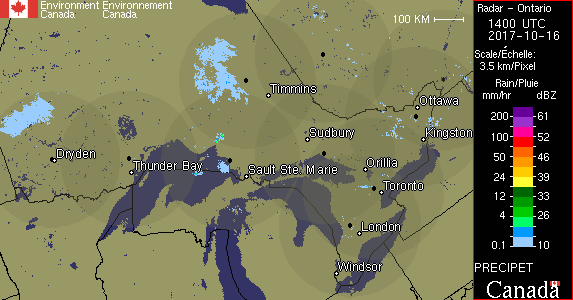 Environment Environnement
Canada Canada
100 KM
Radar - Ontario
1400 UTC
2017-10-16
Scale/Échelle:
3.5 km/Pixel
Rain/Pluie
mm/hr dBZ
200 61
100 52
50 46
24 39
12 33
4 26
0.1 10
PRECIPET
Canada
Timmins
Ottawa
Sudbury
Kingston
Dryden
Thunder Bay
Sault Ste. Marie
Orillia
Toronto
London
Windsor